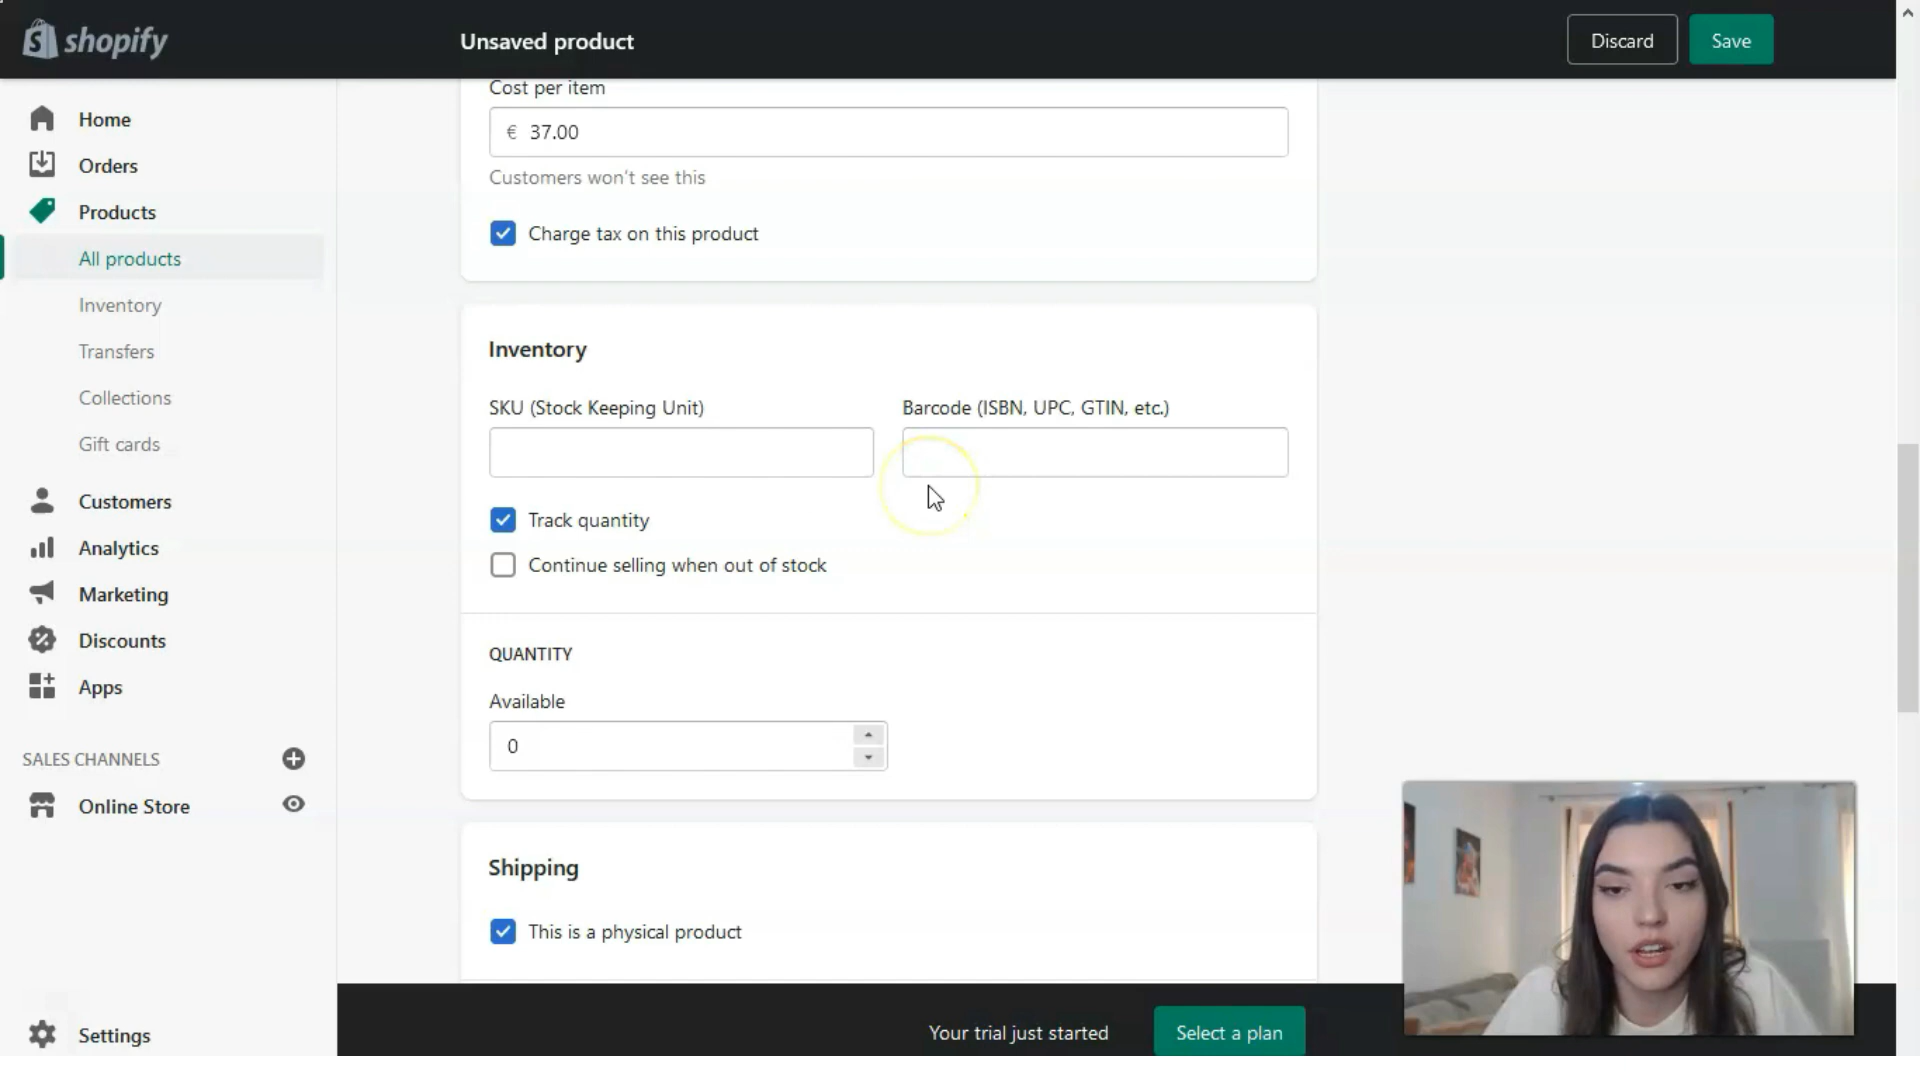 shopify
Unsaved product
Discard
Save
Home
Orders
Products
All products
Inventory
Transfers
Collections
Gift cards
Customers
Analytics
Marketing
Discounts
Apps
SALES CHANNELS
Online Store
Settings
Cost per item
€ 37.00
Customers won't see this
Charge tax on this product
Inventory
SKU (Stock Keeping Unit)
Barcode (ISBN, UPC, GTIN, etc.)
Track quantity
Continue selling when out of stock
QUANTITY
Available
0
Shipping
This is a physical product
Your trial just started
Select a plan